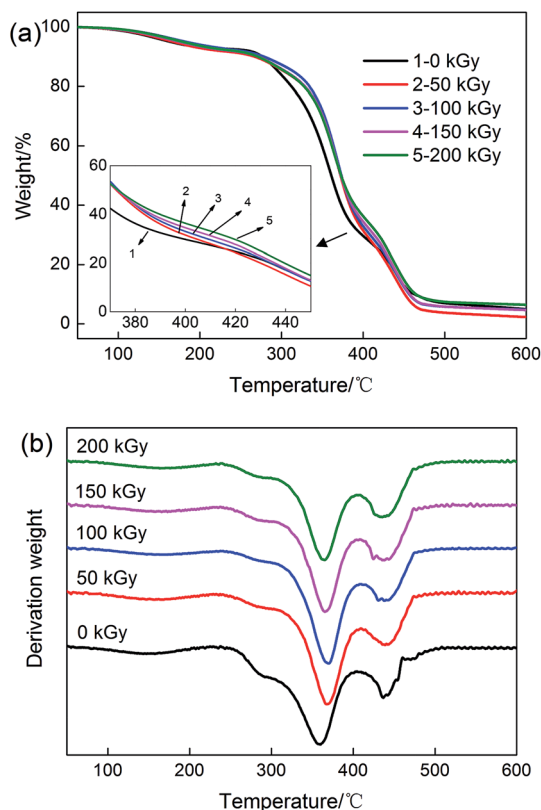 (a)
100
80
60
40
20
0
Weight/%
1-0 kGy
2-50 kGy
3-100 kGy
4-150 kGy
5-200 kGy
60
40
20
0
380 400 420 440
1
2
3
4
5
100 200 300 400 500 600
Temperature/℃
(b)
Derivation weight
200 kGy
150 kGy
100 kGy
50 kGy
0 kGy
100 200 300 400 500 600
Temperature/℃